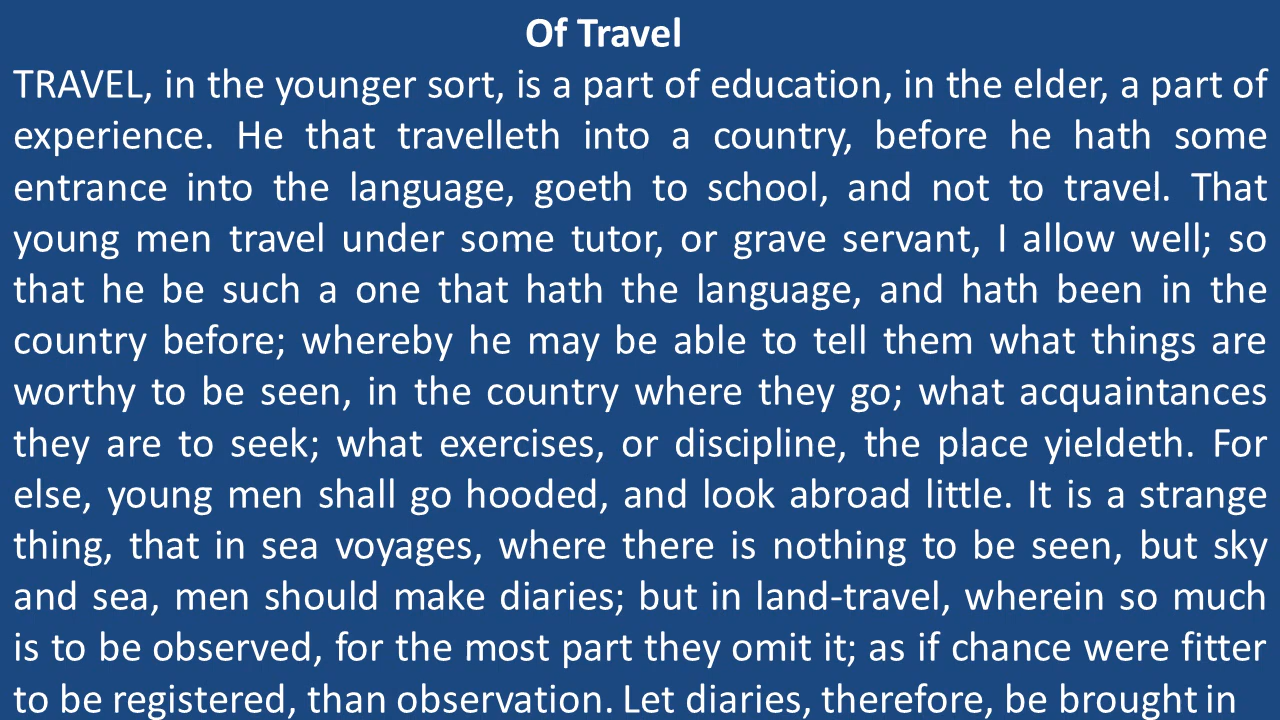 Of Travel
TRAVEL, in the younger sort, is a part of education, in the elder, a part of
experience. He that travelleth into a country, before he hath some
entrance into the language, goeth to school, and not to travel. That
young men travel under some tutor, or grave servant, I allow well; so
that he be such a one that hath the language, and hath been in the
country before; whereby he may be able to tell them what things are
worthy to be seen, in the country where they go; what acquaintances
they are to seek; what exercises, or discipline, the place yieldeth. For
else, young men shall go hooded, and look abroad little. It is a strange
thing, that in sea voyages, where there is nothing to be seen, but sky
and sea, men should make diaries; but in land-travel, wherein so much
is to be observed, for the most part they omit it; as if chance were fitter
to be registered, than observation. Let diaries, therefore, be brought in